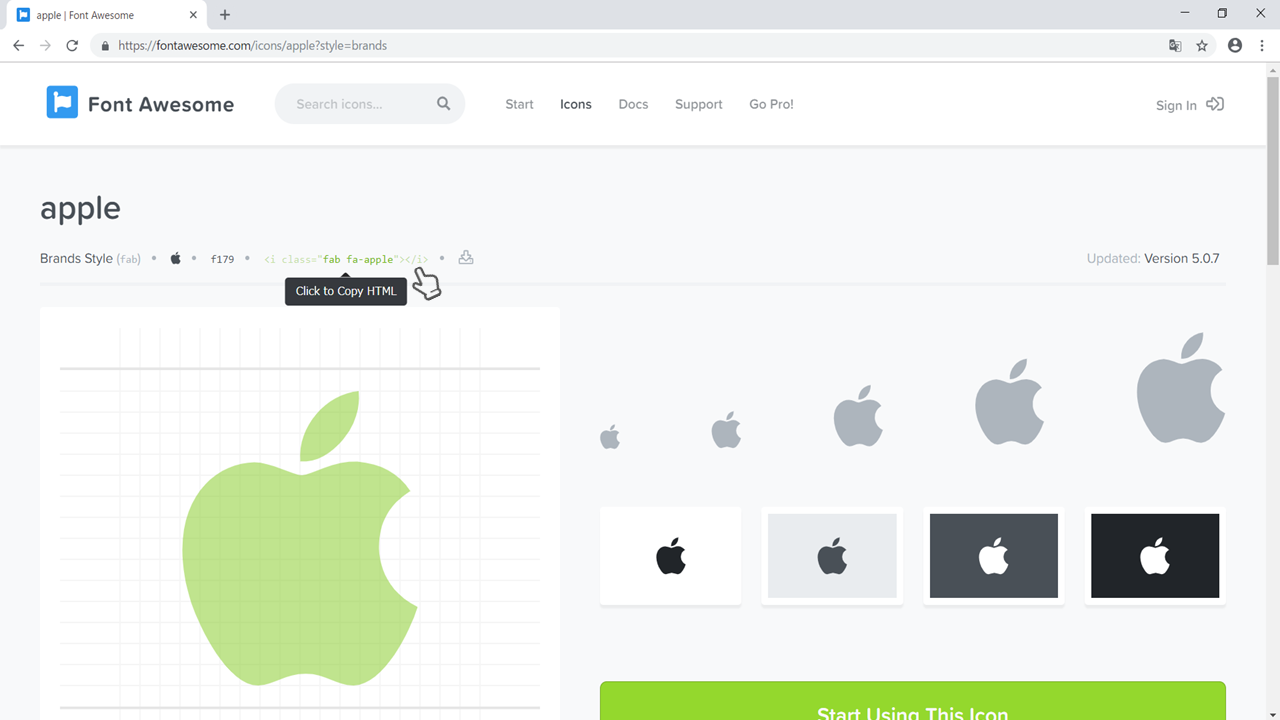 apple | Font Awesome
https://fontawesome.com/icons/apple?style=brands
Font Awesome
Search icons...
Start Icons Docs Support Go Pro!
Sign In
apple
Brands Style (fab) • • f179 • <i class="fab fa-apple"></i> •
Updated: Version 5.0.7
Click to Copy HTML
Start Using This Icon